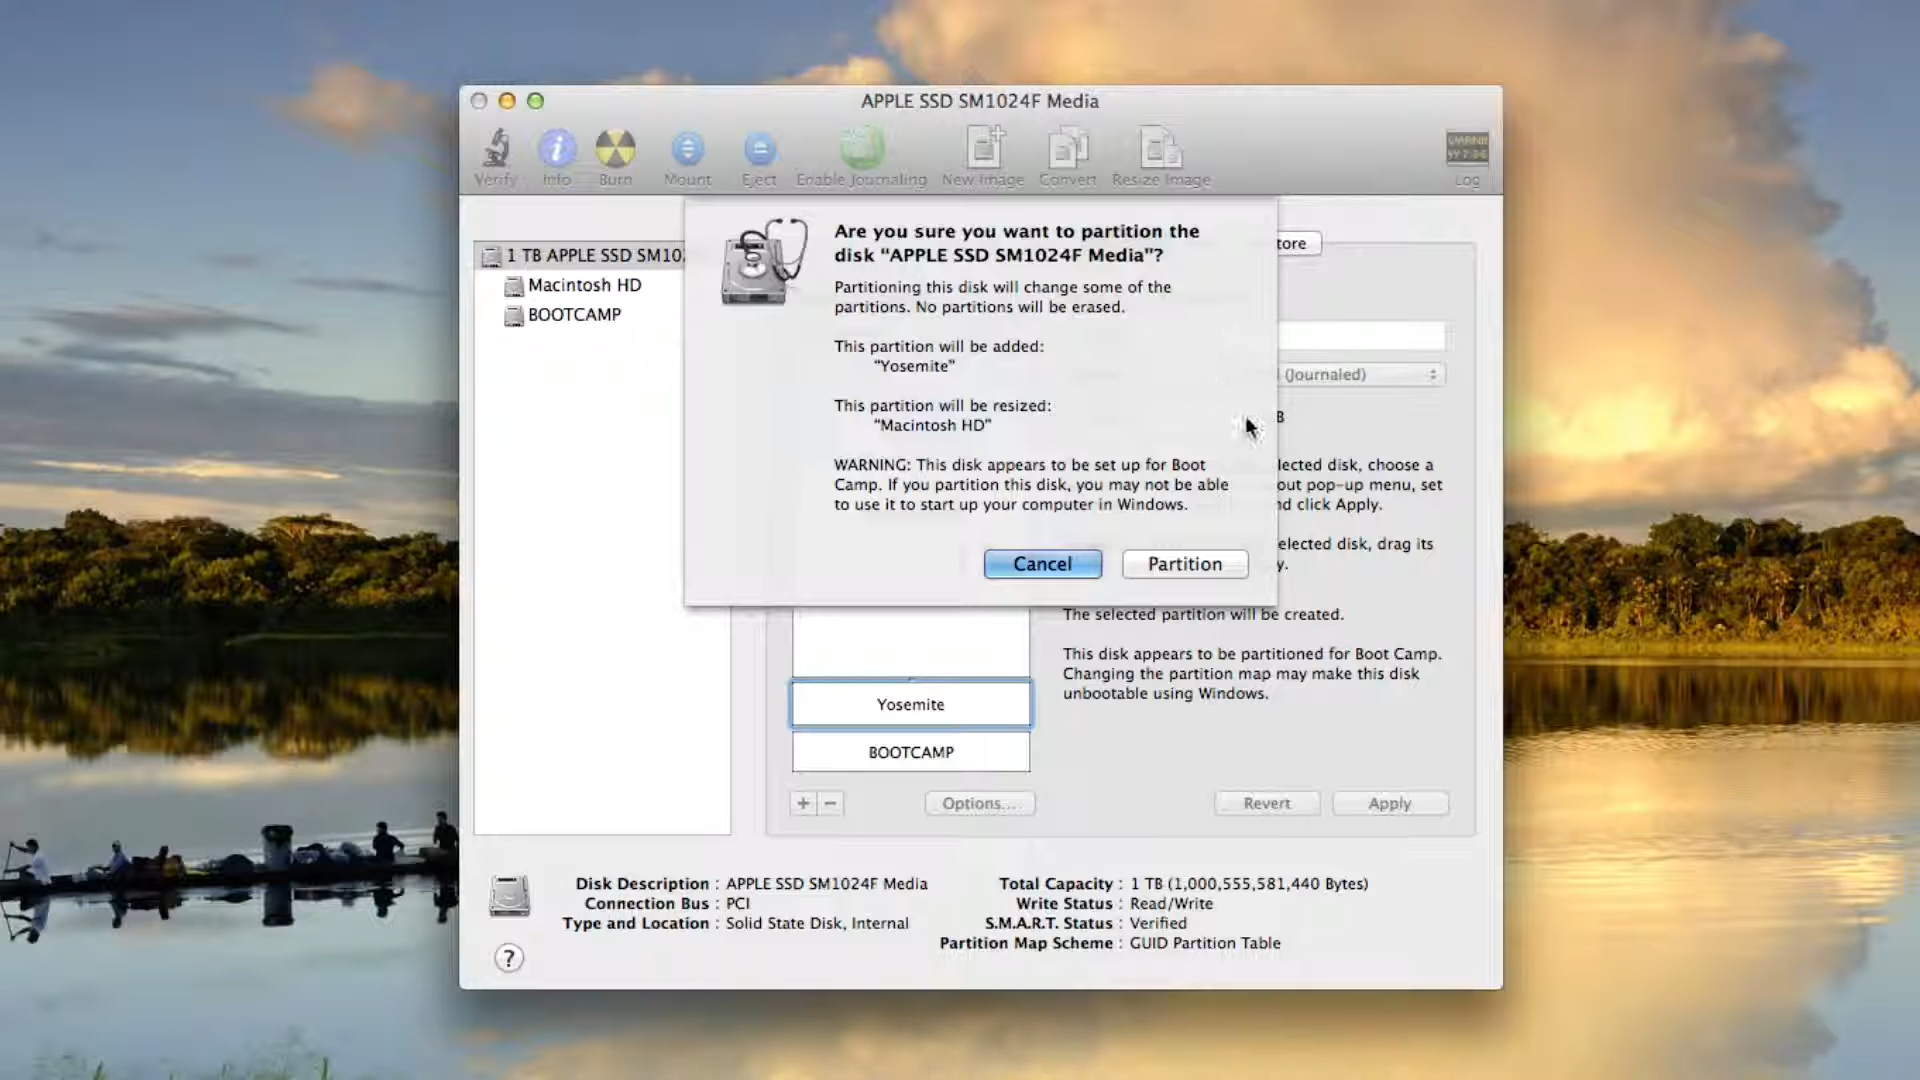 APPLE SSD SM1024F Media
Verify Info Burn Mount Eject Enable Journaling New Image Convert Resize Image Log
1 TB APPLE SSD SM10
Macintosh HD
BOOTCAMP
Are you sure you want to partition the
disk “APPLE SSD SM1024F Media”?
Partitioning this disk will change some of the
partitions. No partitions will be erased.
This partition will be added:
“Yosemite”
This partition will be resized:
“Macintosh HD”
WARNING: This disk appears to be set up for Boot
Camp. If you partition this disk, you may not be able
to use it to start up your computer in Windows.
Cancel Partition
tore
(Journaled)
B
lected disk, choose a
out pop-up menu, set
nd click Apply.
elected disk, drag its
y.
The selected partition will be created.
This disk appears to be partitioned for Boot Camp.
Changing the partition map may make this disk
unbootable using Windows.
Yosemite
BOOTCAMP
+ − Options... Revert Apply
Disk Description : APPLE SSD SM1024F Media
Connection Bus : PCI
Type and Location : Solid State Disk, Internal
Total Capacity : 1 TB (1,000,555,581,440 Bytes)
Write Status : Read/Write
S.M.A.R.T. Status : Verified
Partition Map Scheme : GUID Partition Table
?